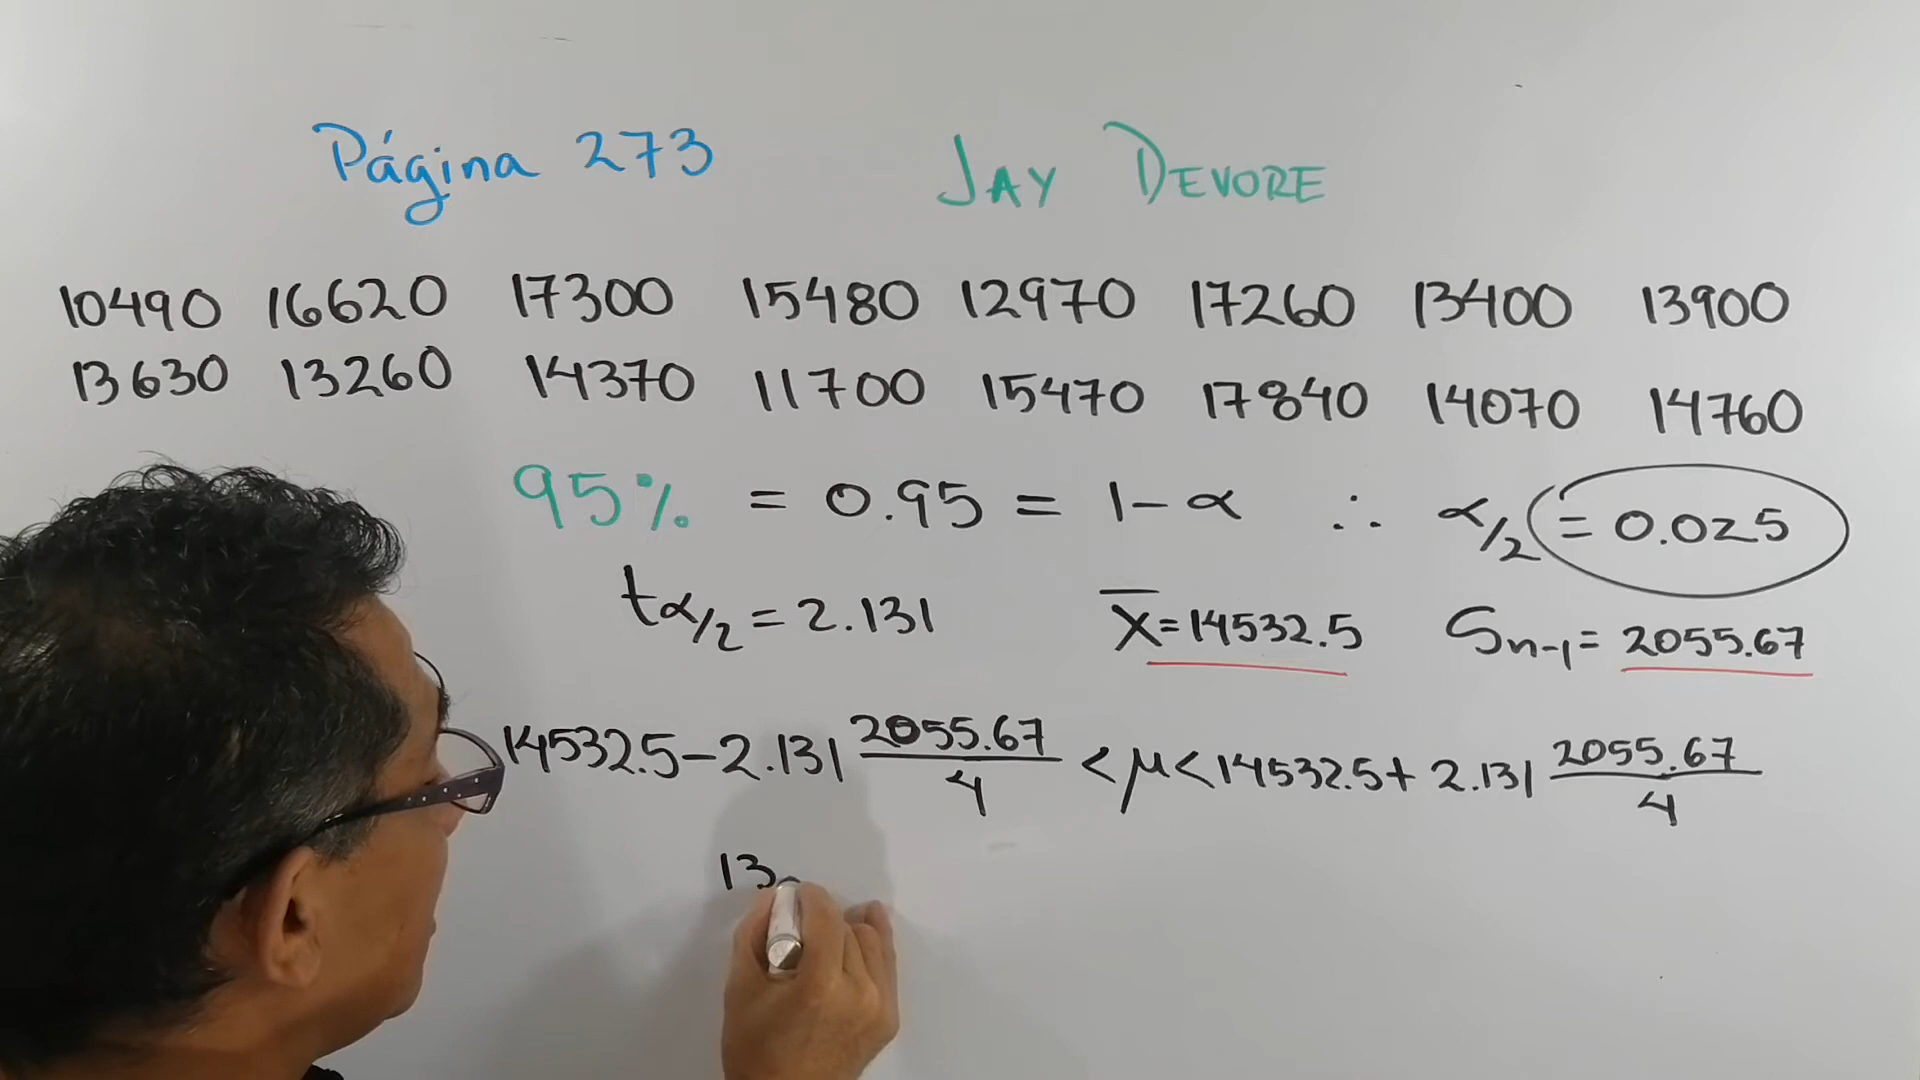 Página 273 JAY DEVORE
10490 16620 17300 15480 12970 17260 13400 13900
13630 13260 14370 11700 15470 17840 14070 14760
95% = 0.95 = 1-α ∴ α/2 = 0.025
tα/2 = 2.131 x̄=14532.5 Sn-1= 2055.67
14532.5-2.131 2055.67/4 <μ< 14532.5+2.131 2055.67/4
13